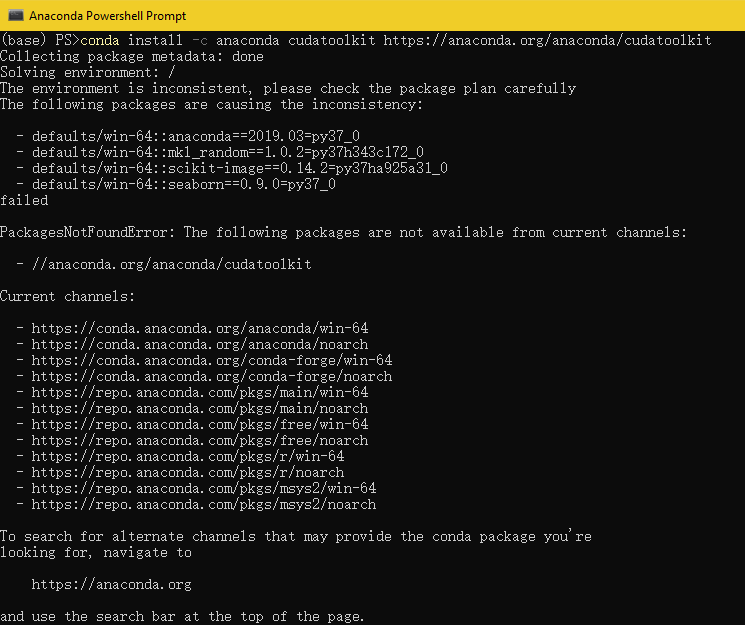 Anaconda Powershell Prompt
(base) PS>conda install -c anaconda cudatoolkit https://anaconda.org/anaconda/cudatoolkit
Collecting package metadata: done
Solving environment: /
The environment is inconsistent, please check the package plan carefully
The following packages are causing the inconsistency:
- defaults/win-64::anaconda==2019.03=py37_0
- defaults/win-64::mkl_random==1.0.2=py37h343c172_0
- defaults/win-64::scikit-image==0.14.2=py37ha925a31_0
- defaults/win-64::seaborn==0.9.0=py37_0
failed
PackagesNotFoundError: The following packages are not available from current channels:
- //anaconda.org/anaconda/cudatoolkit
Current channels:
- https://conda.anaconda.org/anaconda/win-64
- https://conda.anaconda.org/anaconda/noarch
- https://conda.anaconda.org/conda-forge/win-64
- https://conda.anaconda.org/conda-forge/noarch
- https://repo.anaconda.com/pkgs/main/win-64
- https://repo.anaconda.com/pkgs/main/noarch
- https://repo.anaconda.com/pkgs/free/win-64
- https://repo.anaconda.com/pkgs/free/noarch
- https://repo.anaconda.com/pkgs/r/win-64
- https://repo.anaconda.com/pkgs/r/noarch
- https://repo.anaconda.com/pkgs/msys2/win-64
- https://repo.anaconda.com/pkgs/msys2/noarch
To search for alternate channels that may provide the conda package you're
looking for, navigate to
https://anaconda.org
and use the search bar at the top of the page.